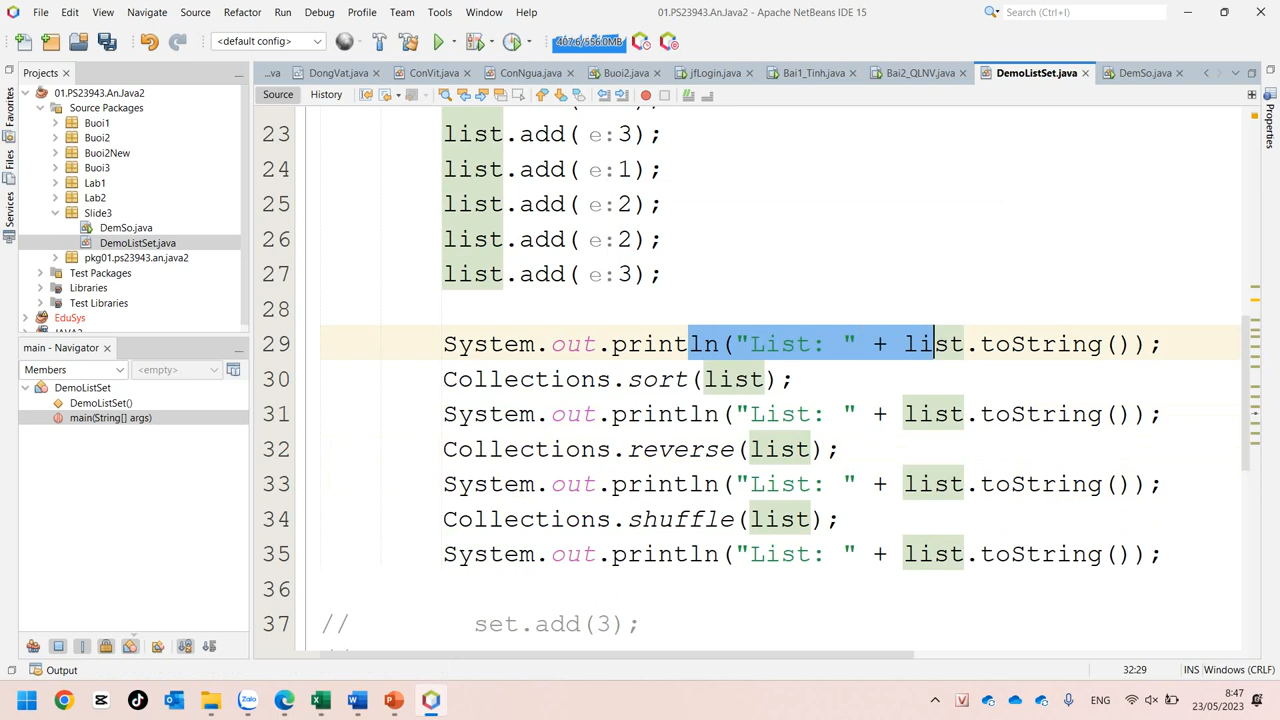 File Edit View Navigate Source Refactor Run Debug Profile Team Tools Window Help
01.PS23943.An.Java2 - Apache NetBeans IDE 15
Search (Ctrl+I)
<default config>
407.6/556.0MB
Projects
...va DongVat.java ConVit.java ConNgua.java Buoi2.java jfLogin.java Bai1_Tinh.java Bai2_QLNV.java DemoListSet.java DemSo.java
Source History
Favorites
Files
Services
Properties
01.PS23943.An.Java2
Source Packages
Buoi1
Buoi2
Buoi2New
Buoi3
Lab1
Lab2
Slide3
DemSo.java
DemoListSet.java
pkg01.ps23943.an.java2
Test Packages
Libraries
Test Libraries
EduSys
main - Navigator
Members <empty>
DemoListSet
DemoListSet()
main(String[] args)
23 list.add( e:3);
24 list.add( e:1);
25 list.add( e:2);
26 list.add( e:2);
27 list.add( e:3);
28
29 System.out.println("List: " + list.toString());
30 Collections.sort(list);
31 System.out.println("List: " + list.toString());
32 Collections.reverse(list);
33 System.out.println("List: " + list.toString());
34 Collections.shuffle(list);
35 System.out.println("List: " + list.toString());
36
37 // set.add(3);
Output
32:29 INS Windows (CRLF)
Zalo
ENG
8:47
23/05/2023